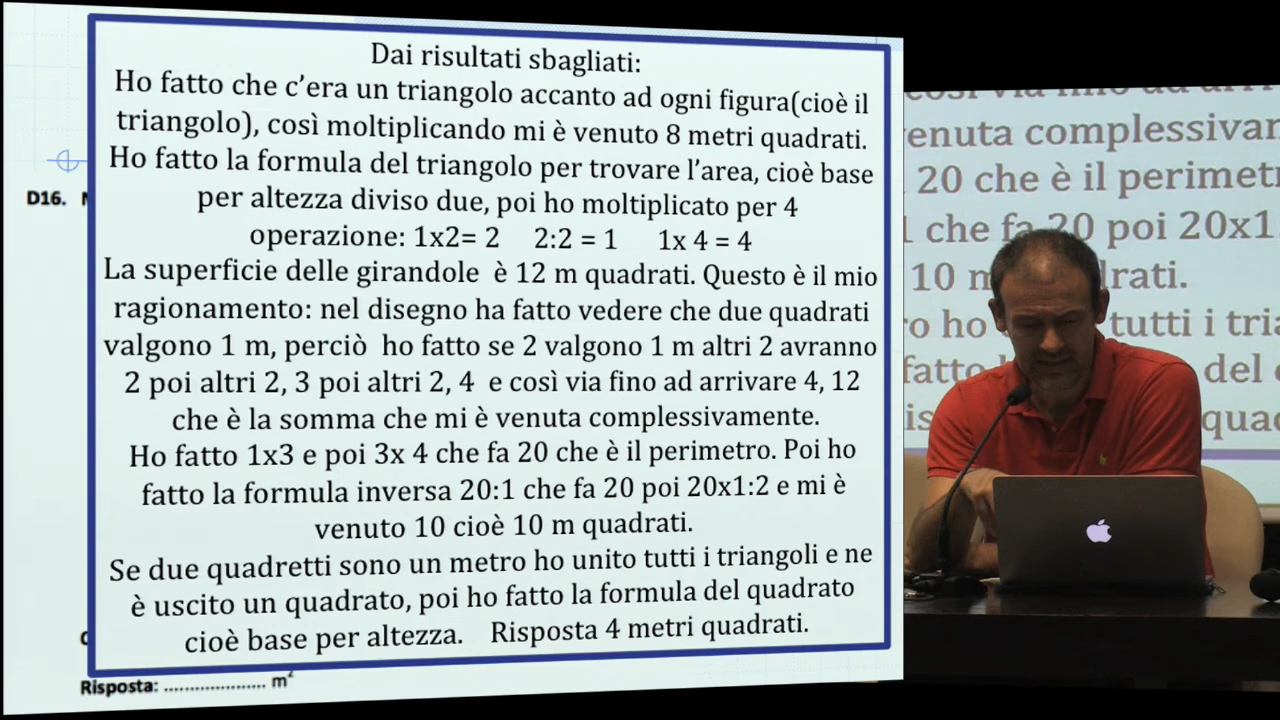 Dai risultati sbagliati:
Ho fatto che c'era un triangolo accanto ad ogni figura(cioè il
triangolo), così moltiplicando mi è venuto 8 metri quadrati.
Ho fatto la formula del triangolo per trovare l'area, cioè base
per altezza diviso due, poi ho moltiplicato per 4
operazione: 1x2= 2 2:2 = 1 1x 4 = 4
La superficie delle girandole è 12 m quadrati. Questo è il mio
ragionamento: nel disegno ha fatto vedere che due quadrati
valgono 1 m, perciò ho fatto se 2 valgono 1 m altri 2 avranno
2 poi altri 2, 3 poi altri 2, 4 e così via fino ad arrivare 4, 12
che è la somma che mi è venuta complessivamente.
Ho fatto 1x3 e poi 3x 4 che fa 20 che è il perimetro. Poi ho
fatto la formula inversa 20:1 che fa 20 poi 20x1:2 e mi è
venuto 10 cioè 10 m quadrati.
Se due quadretti sono un metro ho unito tutti i triangoli e ne
è uscito un quadrato, poi ho fatto la formula del quadrato
cioè base per altezza. Risposta 4 metri quadrati.
D16.
Risposta: ..................... m²
20 che è il
che fa 20 poi 20x1
10
ho tutti i
del